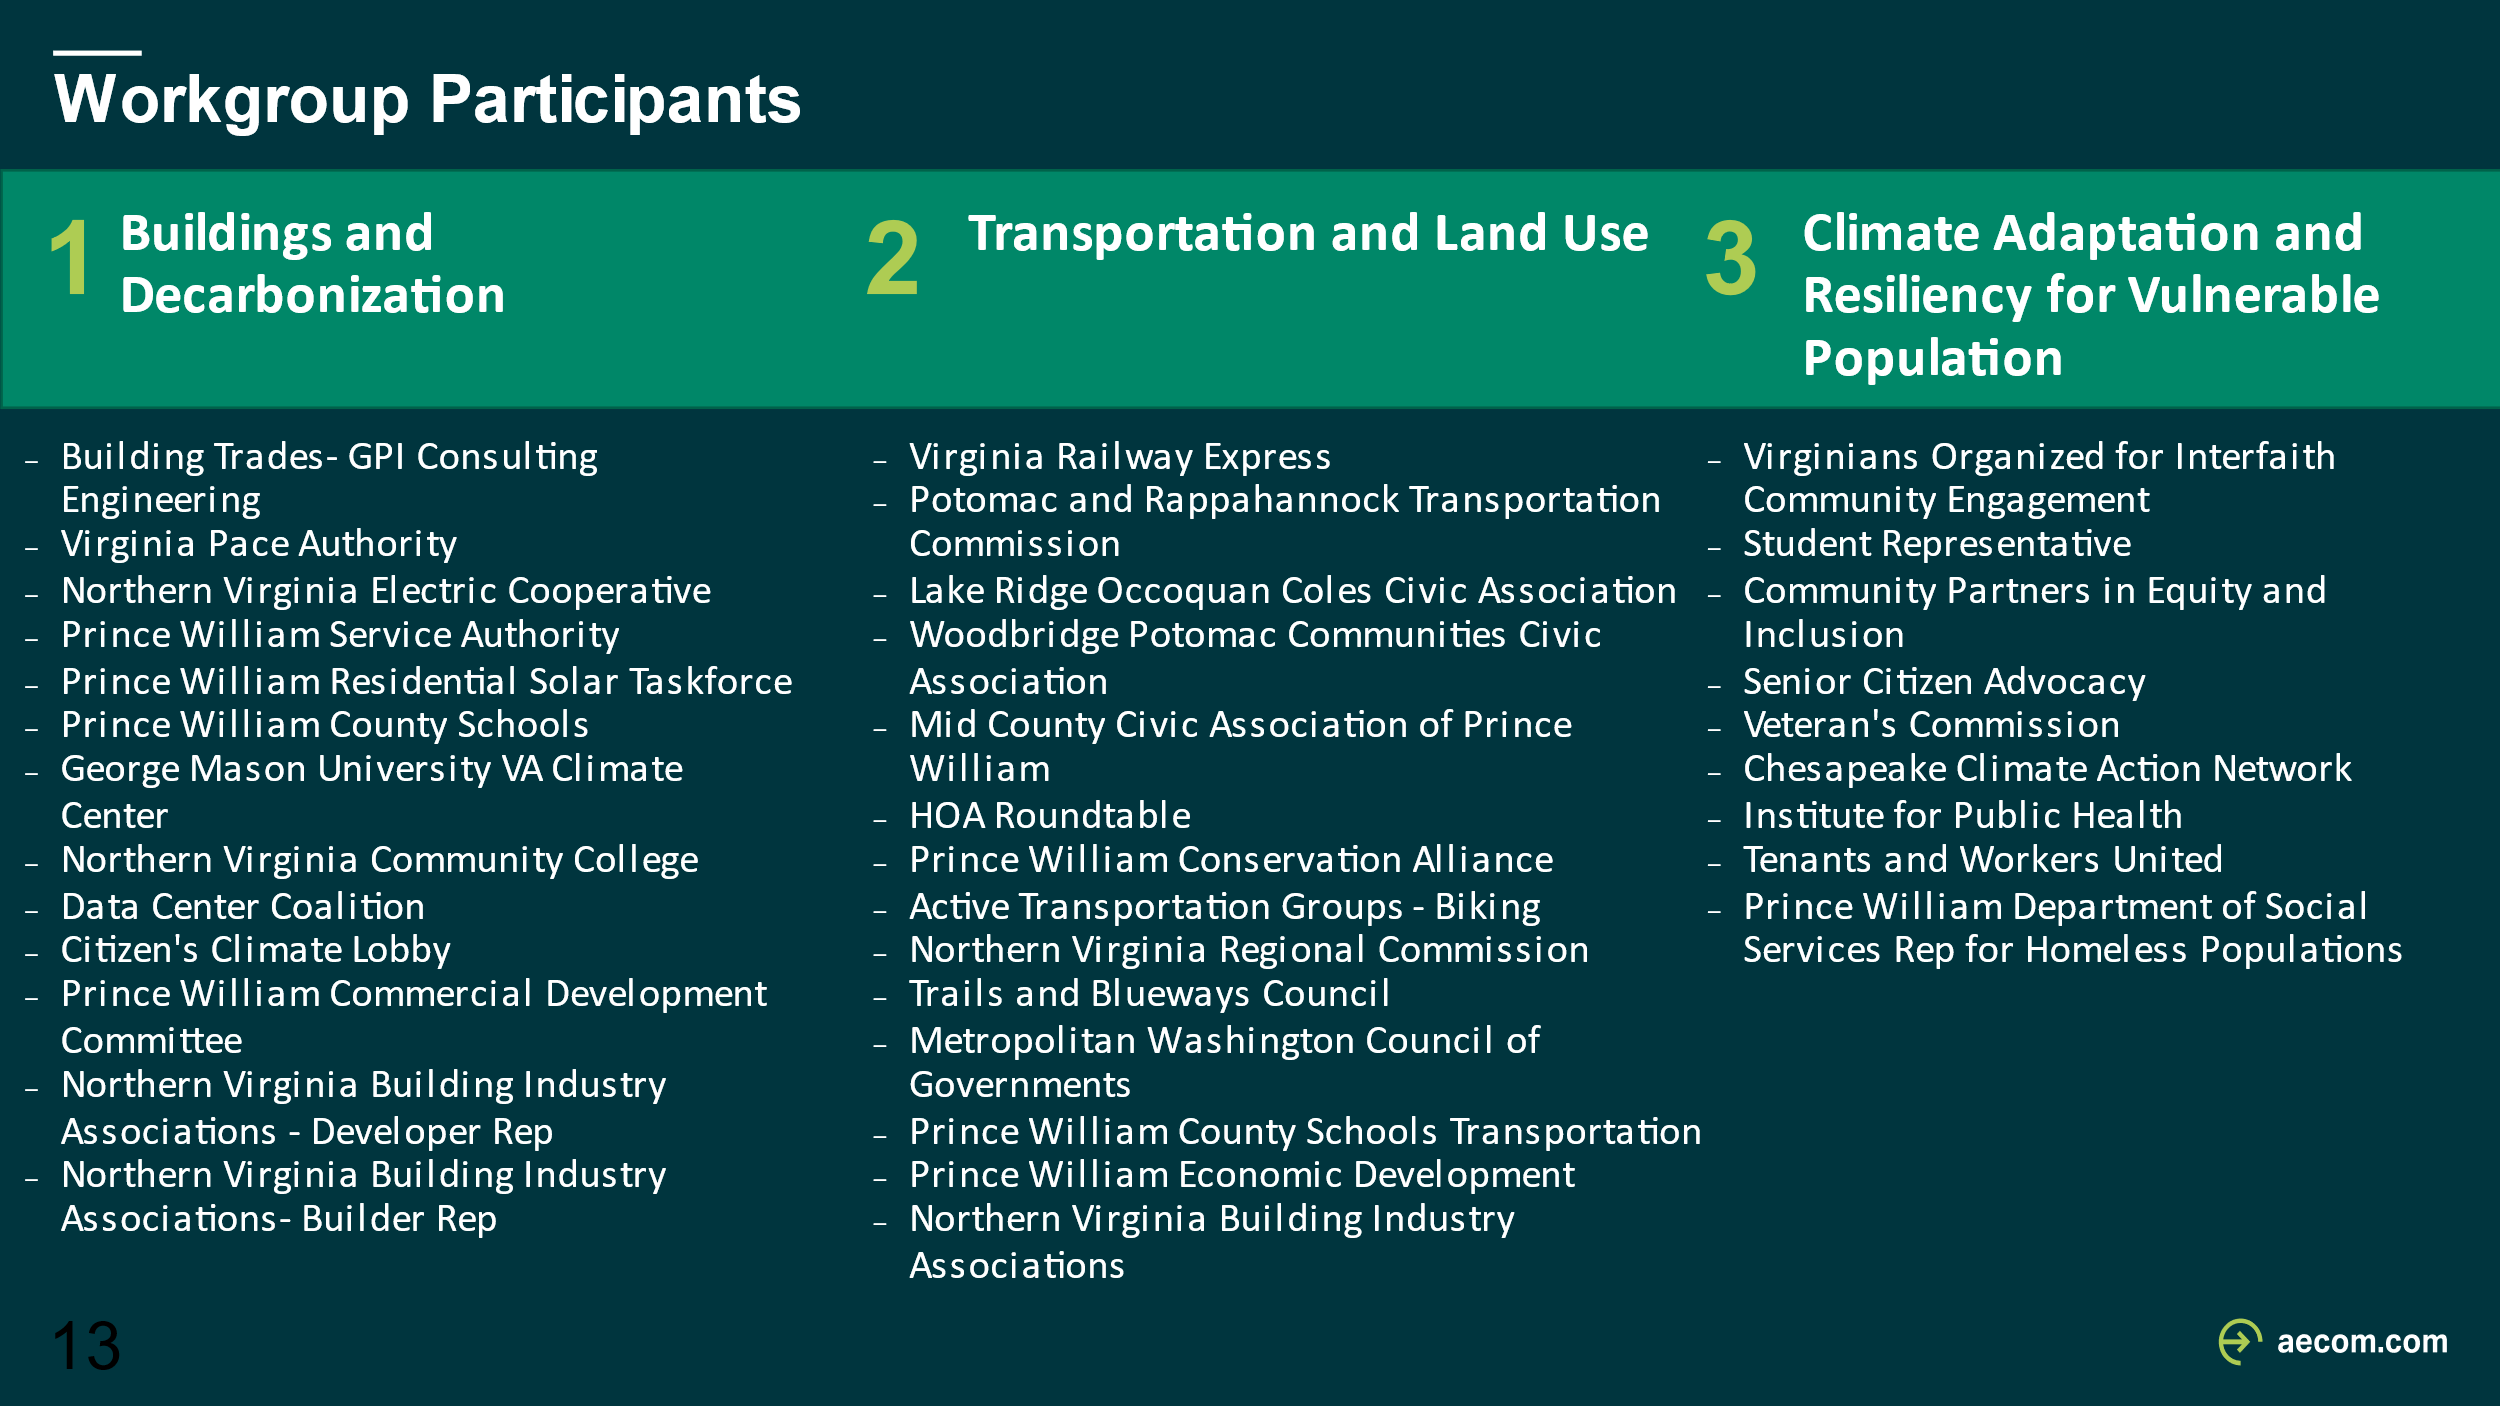 Workgroup Participants
1 Buildings and
Decarbonization
– Building Trades- GPI Consulting
Engineering
– Virginia Pace Authority
– Northern Virginia Electric Cooperative
– Prince William Service Authority
– Prince William Residential Solar Taskforce
– Prince William County Schools
– George Mason University VA Climate
Center
– Northern Virginia Community College
– Data Center Coalition
– Citizen's Climate Lobby
– Prince William Commercial Development
Committee
– Northern Virginia Building Industry
Associations - Developer Rep
– Northern Virginia Building Industry
Associations- Builder Rep
2 Transportation and Land Use
– Virginia Railway Express
– Potomac and Rappahannock Transportation
Commission
– Lake Ridge Occoquan Coles Civic Association
– Woodbridge Potomac Communities Civic
Association
– Mid County Civic Association of Prince
William
– HOA Roundtable
– Prince William Conservation Alliance
– Active Transportation Groups - Biking
– Northern Virginia Regional Commission
– Trails and Blueways Council
– Metropolitan Washington Council of
Governments
– Prince William County Schools Transportation
– Prince William Economic Development
– Northern Virginia Building Industry
Associations
3 Climate Adaptation and
Resiliency for Vulnerable
Population
– Virginians Organized for Interfaith
Community Engagement
– Student Representative
– Community Partners in Equity and
Inclusion
– Senior Citizen Advocacy
– Veteran's Commission
– Chesapeake Climate Action Network
– Institute for Public Health
– Tenants and Workers United
– Prince William Department of Social
Services Rep for Homeless Populations
13
aecom.com